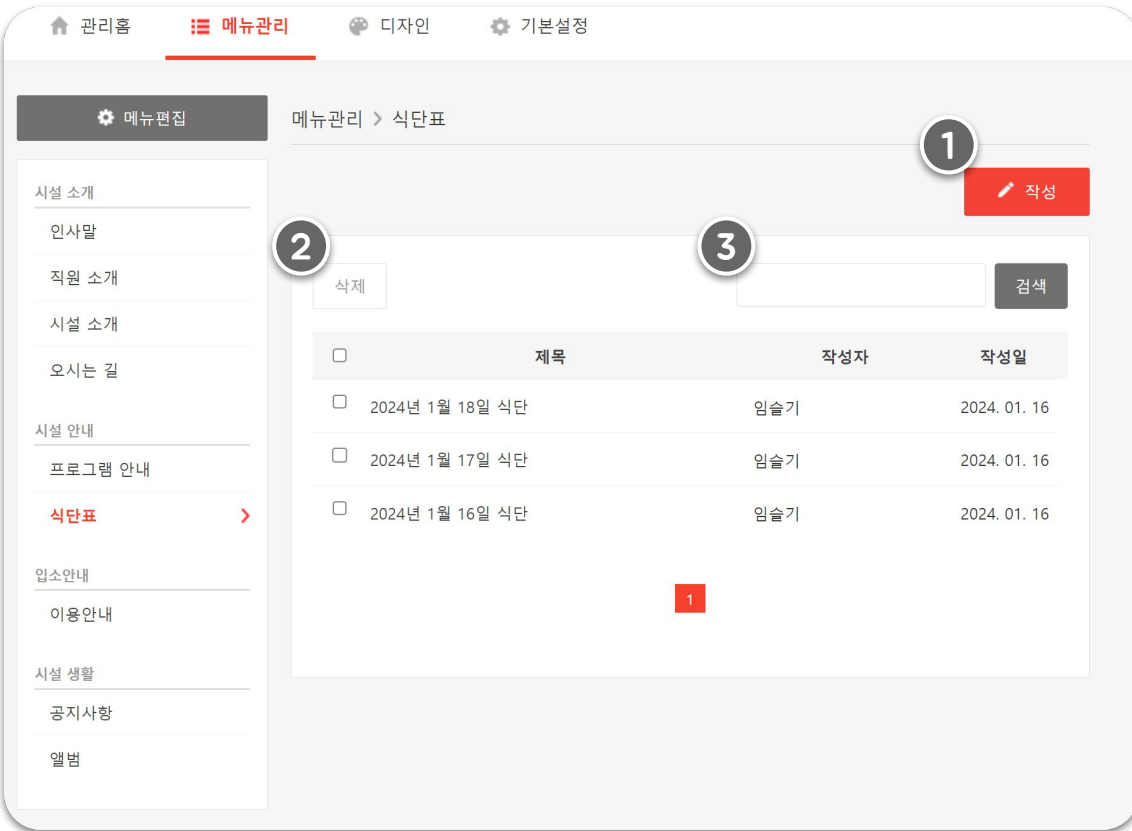 관리홈 메뉴관리 디자인 기본설정
메뉴편집
시설 소개
인사말
직원 소개
시설 소개
오시는 길
시설 안내
프로그램 안내
식단표
입소안내
이용안내
시설 생활
공지사항
앨범
메뉴관리 > 식단표
1
작성
2
삭제
3
검색
제목 작성자 작성일
2024년 1월 18일 식단 임슬기 2024. 01. 16
2024년 1월 17일 식단 임슬기 2024. 01. 16
2024년 1월 16일 식단 임슬기 2024. 01. 16
1